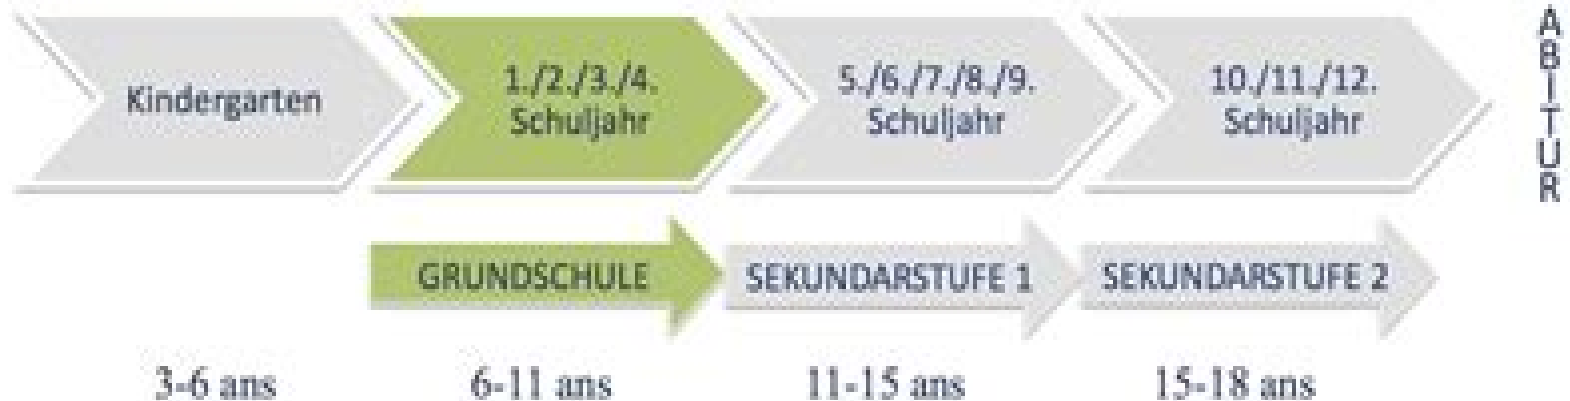 Kindergarten
1./2./3./4.
Schuljahr
5./6./7./8./9.
Schuljahr
10./11./12.
Schuljahr
ABITUR
GRUNDSCHULE
SEKUNDARSTUFE 1
SEKUNDARSTUFE 2
3-6 ans
6-11 ans
11-15 ans
15-18 ans